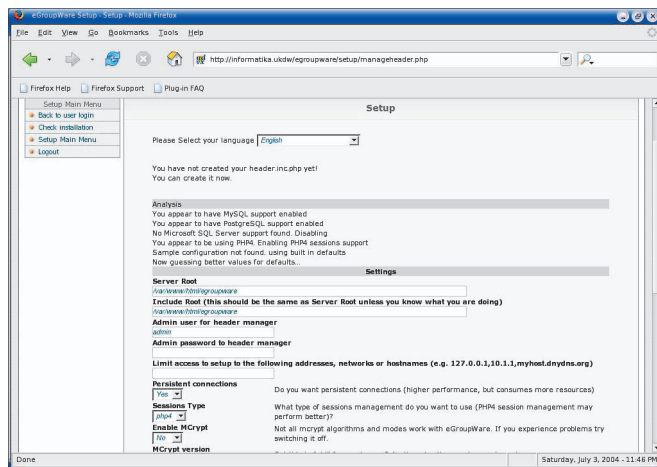 eGroupWare Setup - Setup - Mozilla Firefox
File Edit View Go Bookmarks Tools Help
http://informatika.ukdw/egroupware/setup/manageheader.php
Firefox Help Firefox Support Plug-in FAQ
Setup Main Menu
Back to user login
Check installation
Setup Main Menu
Logout
Setup
Please Select your language English
You have not created your header.inc.php yet!
You can create it now.
Analysis
You appear to have MySQL support enabled
You appear to have PostgreSQL support enabled
No Microsoft SQL Server support found. Disabling
You appear to be using PHP4. Enabling PHP4 sessions support
Sample configuration not found. using built in defaults
Now guessing better values for defaults...
Settings
Server Root
/var/www/html/egroupware
Include Root (this should be the same as Server Root unless you know what you are doing)
/var/www/html/egroupware
Admin user for header manager
admin
Admin password to header manager
Limit access to setup to the following addresses, networks or hostnames (e.g. 127.0.0.1,10.1.1,myhost.dnydns.org)
Persistent connections
Yes Do you want persistent connections (higher performance, but consumes more resources)
Sessions Type
php4 What type of sessions management do you want to use (PHP4 session management may
perform better)?
Enable MCrypt
No Not all mcrypt algorithms and modes work with eGroupWare. If you experience problems try
switching it off.
MCrypt version
Done Saturday, July 3, 2004 - 11:46 PM